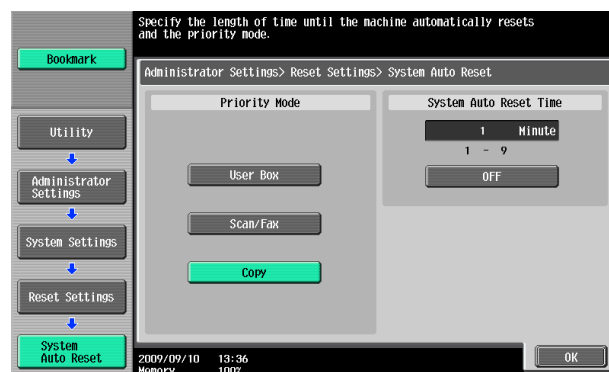 Specify the length of time until the machine automatically resets
and the priority mode.
Bookmark
Administrator Settings> Reset Settings> System Auto Reset
Priority Mode
System Auto Reset Time
1 Minute
1 - 9
OFF
Utility
Administrator
Settings
System Settings
Reset Settings
System
Auto Reset
User Box
Scan/Fax
Copy
2009/09/10 13:36
Memory 100%
OK